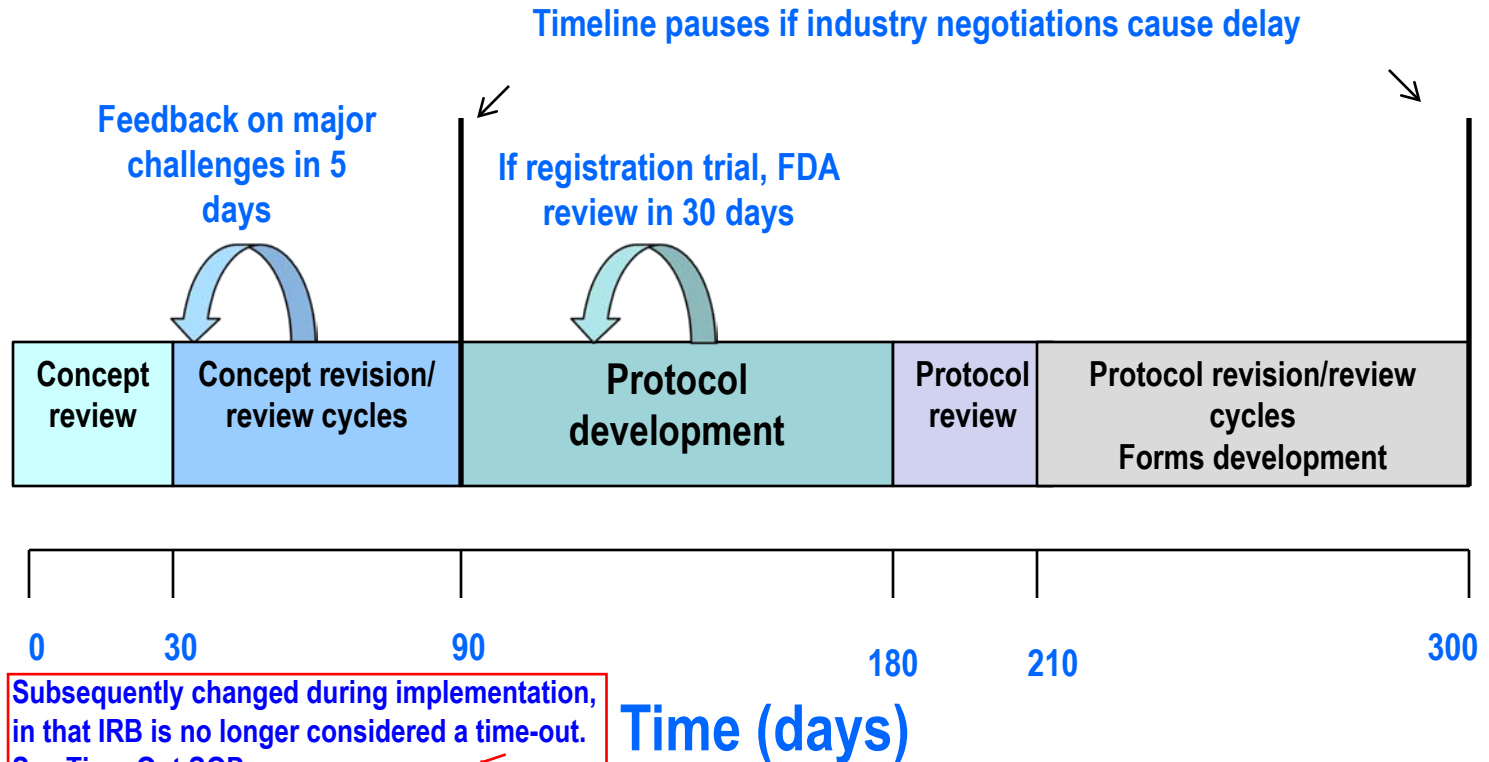 Timeline pauses if industry negotiations cause delay
Feedback on major
challenges in 5
days
If registration trial, FDA
review in 30 days
Concept
review
Concept revision/
review cycles
Protocol
development
Protocol
review
Protocol revision/review
cycles
Forms development
0
30
90
180
210
300
Subsequently changed during implementation,
in that IRB is no longer considered a time-out.
Time (days)